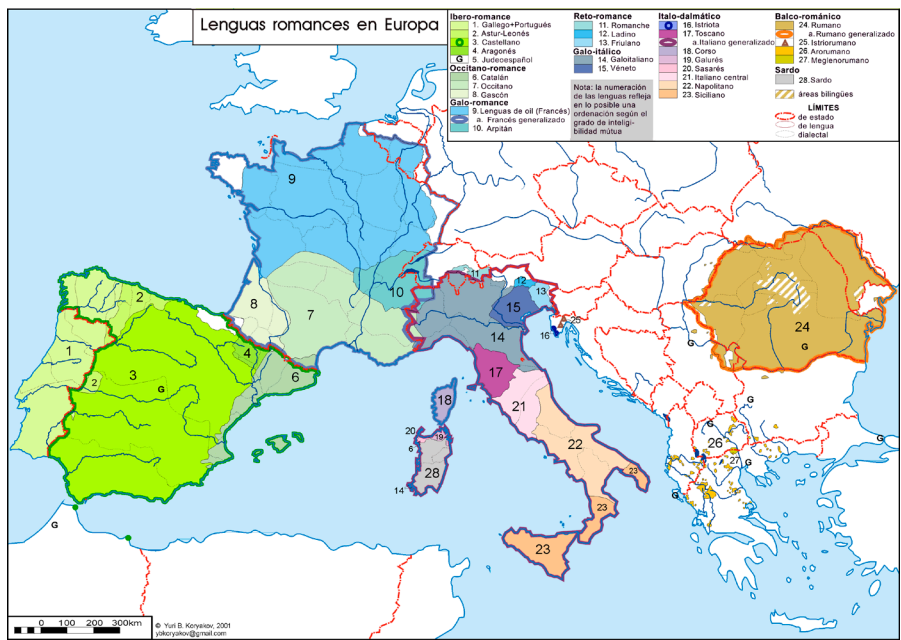 Lenguas romances en Europa
Ibero-romance
1. Gallego+Portugués
2. Astur-Leonés
3. Castellano
4. Aragonés
G 5. Judeoespañol
Occitano-romance
6. Catalán
7. Occitano
8. Gascón
Galo-romance
9. Lenguas de oíl (Francés)
a. Francés generalizado
10. Arpitán
Reto-romance
11. Romanche
12. Ladino
13. Friulano
Galo-itálico
14. Galoitaliano
15. Véneto
Nota: la numeración
de las lenguas refleja
en lo posible una
ordenación según el
grado de inteligi-
bilidad mútua
Italo-dalmático
16. Istriota
17. Toscano
a.Italiano generalizado
18. Corso
19. Galurés
20. Sasarés
21. Italiano central
22. Napolitano
23. Siciliano
Balco-románico
24. Rumano
a.Rumano generalizado
25. Istriorrumano
26. Arorumano
27. Meglenorumano
Sardo
28. Sardo
áreas bilingües
LÍMITES
de estado
de lengua
dialectal
9
8
7
10
11
12
13
15
14
16
25
24
G
G
2
1
3
2
G
4
6
17
18
21
20
19
6
28
14
22
23
23
23
G
G
26
27
G
G
G
G
0 100 200 300km
© Yuri B. Koryakov, 2001
ybkoryakov@gmail.com